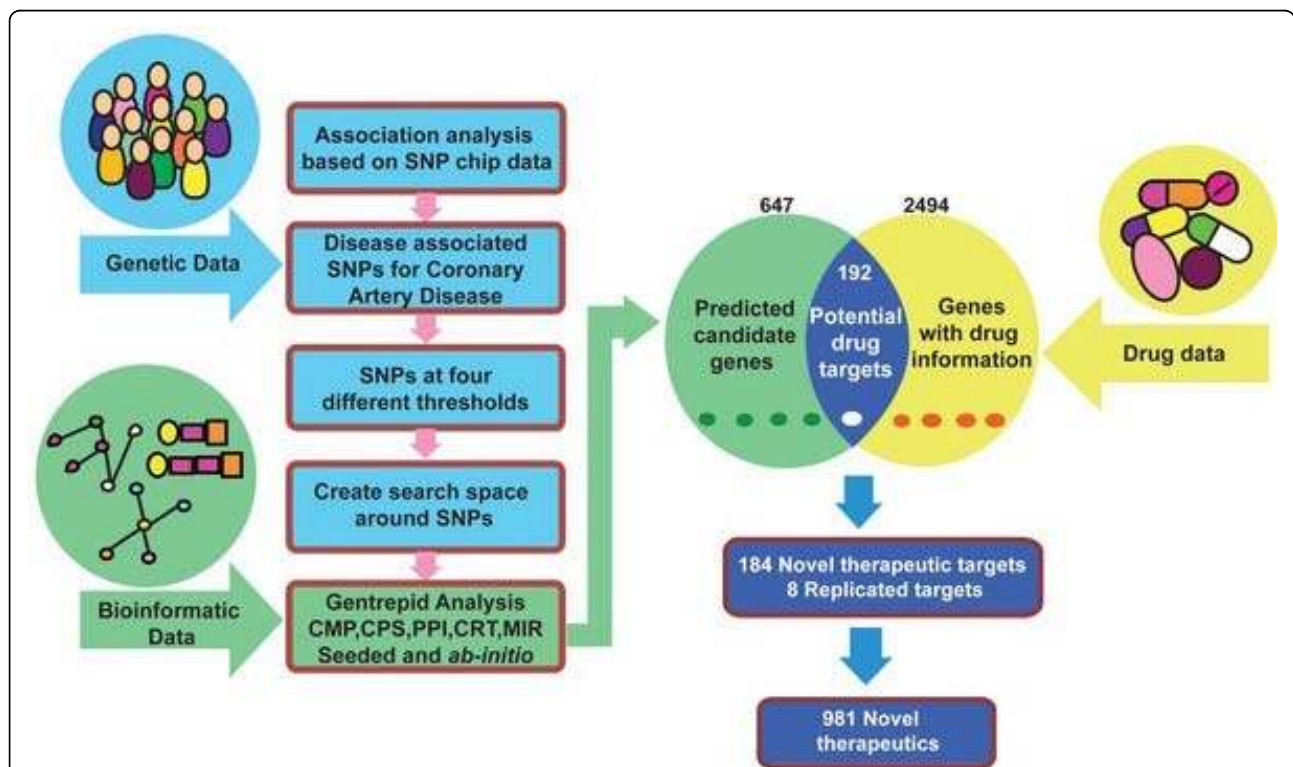 Association analysis
based on SNP chip data
Genetic Data
Disease associated
SNPs for Coronary
Artery Disease
SNPs at four
different thresholds
Create search space
around SNPs
Bioinformatic
Data
Gentrepid Analysis
CMP,CPS,PPI,CRT,MIR
Seeded and ab-initio
647
2494
192
Predicted
candidate
genes
Potential
drug
targets
Genes
with drug
information
Drug data
184 Novel therapeutic targets
8 Replicated targets
981 Novel
therapeutics